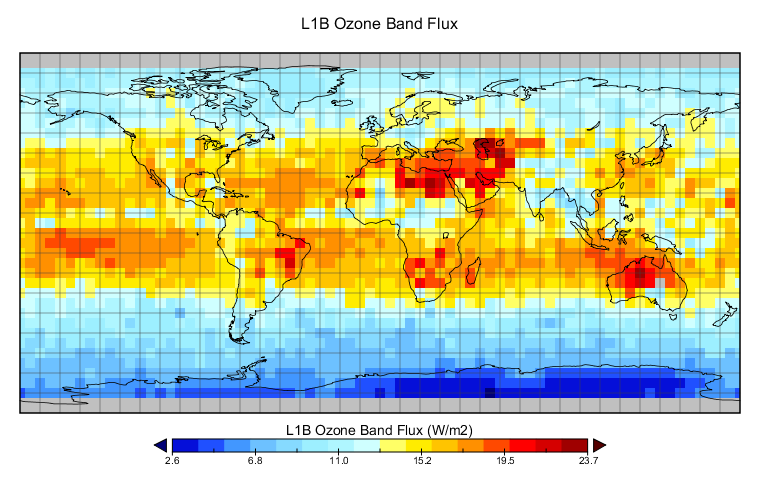 L1B Ozone Band Flux
L1B Ozone Band Flux (W/m2)
2.6 6.8 11.0 15.2 19.5 23.7